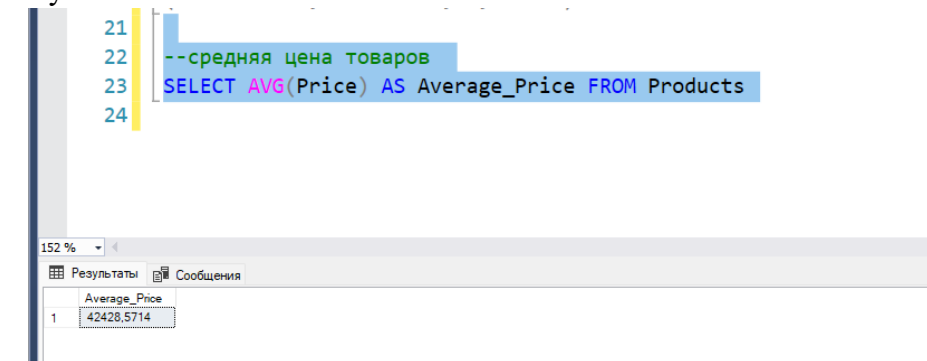 21
22 --средняя цена товаров
23 SELECT AVG(Price) AS Average_Price FROM Products
24
152 %
Результаты Сообщения
Average_Price
1 42428,5714